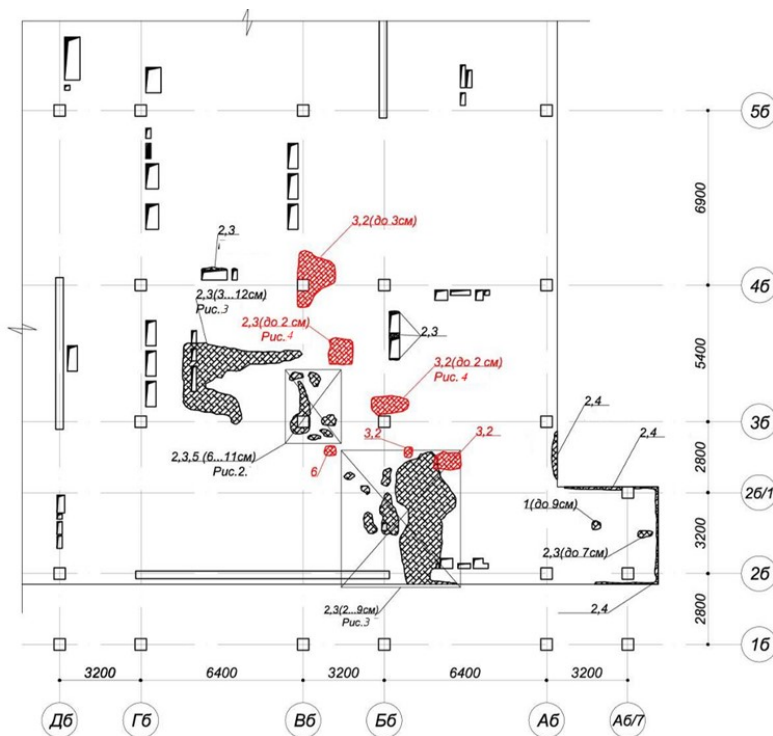 5б
3,2(до 3см)
2,3
6900
4б
2,3(3...12см)
Рис.3
2,3(до 2 см)
Рис.4
2,3
5400
3,2(до 2 см)
Рис. 4
2,4
3б
3,2
3,2
2,4
2,3,5 (6...11см)
Рис.2.
6
2800
2б/1
1(до 9см)
3200
2,3(до 7см)
2б
2,3(2...9см)
Рис.3
2,4
2800
1б
3200
6400
3200
6400
3200
Дб
Гб
Вб
Бб
Аб
Аб/7